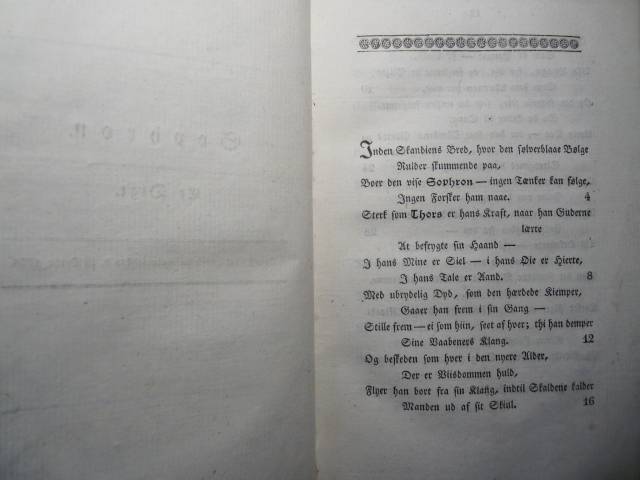 Inden Skandiens Bred, hvor den sølverblaae Bølge
Rulder skummende paa,
Boer den vise Sophron — ingen Tænker kan følge,
Ingen Forsker ham naae. 4
Sterk som Thors er hans Kraft, naar han Guderne
lærte
At befrygte sin Haand —
I hans Mine er Siel — i hans Øie er Hierte,
I hans Tale er Aand. 8
Med ubrydelig Dyd, som den hærdede Kiemper,
Gaaer han frem i sin Gang —
Stille frem — ei som hiin, seet af hver; thi han demper
Sine Vaabeners Klang. 12
Og beskeden som hver i den nyere Alder,
Der er Viisdommen huld,
Flyer han bort fra sin Klang, indtil Skaldene kalder
Manden ud af sit Skiul. 16